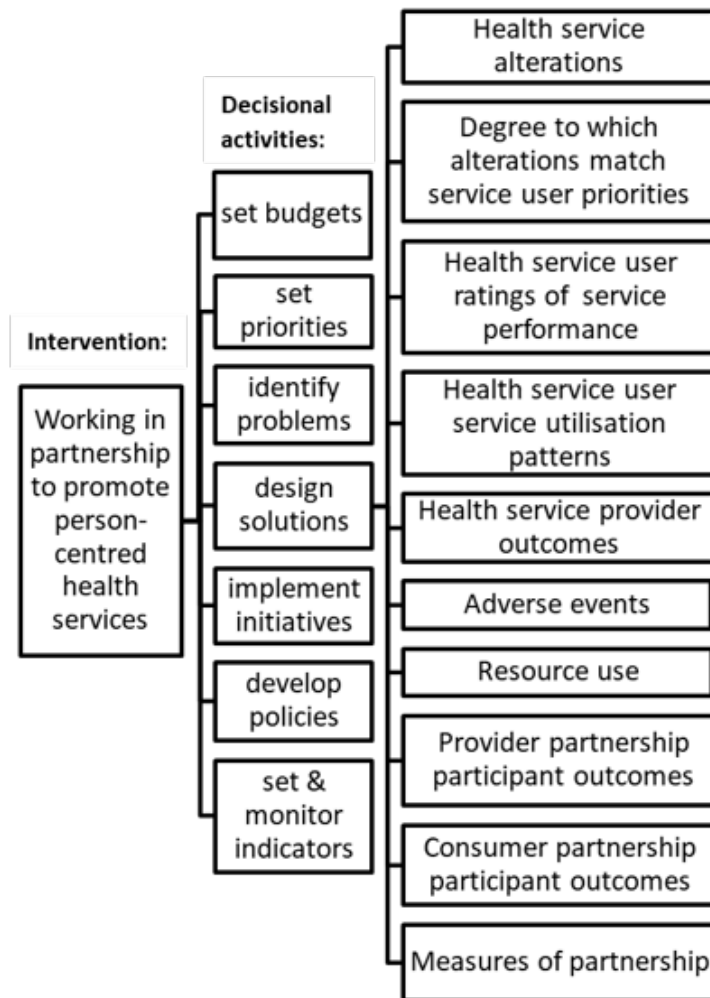 Intervention:
Working in
partnership
to promote
person-
centred
health
services
Decisional
activities:
set budgets
set
priorities
identify
problems
design
solutions
implement
initiatives
develop
policies
set &
monitor
indicators
Health service
alterations
Degree to which
alterations match
service user priorities
Health service user
ratings of service
performance
Health service user
service utilisation
patterns
Health service provider
outcomes
Adverse events
Resource use
Provider partnership
participant outcomes
Consumer partnership
participant outcomes
Measures of partnership